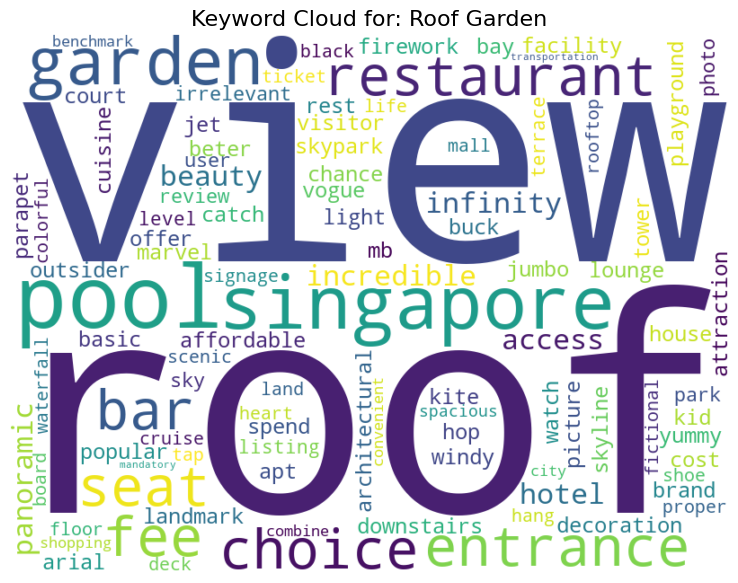 Keyword Cloud for: Roof Garden
benchmark
garden
black
firework
bay
facility
transportation
restaurant
photo
ticket
court
irrelevant
rest
life
playground
view
cuisine
jet
visitor
terrace
rooftop
beter
skypark
mall
user
beauty
chance
parapet
colorful
review
vogue
infinity
level
catch
light
buck
tower
offer
marvel
mb
outsider
signage
incredible
jumbo
lounge
attraction
pool
singapore
basic
affordable
access
house
waterfall
scenic
sky
roof
land
architectural
convenient
kite
watch
picture
skyline
fictional
park
bar
heart
spacious
kid
panoramic
spend
hop
yummy
popular
cruise
listing
windy
board
tap
mandatory
apt
city
cost
shoe
seat
hotel
brand
proper
landmark
hang
floor
fee
choice
combine
downstairs
decoration
shopping
entrance
arial
deck